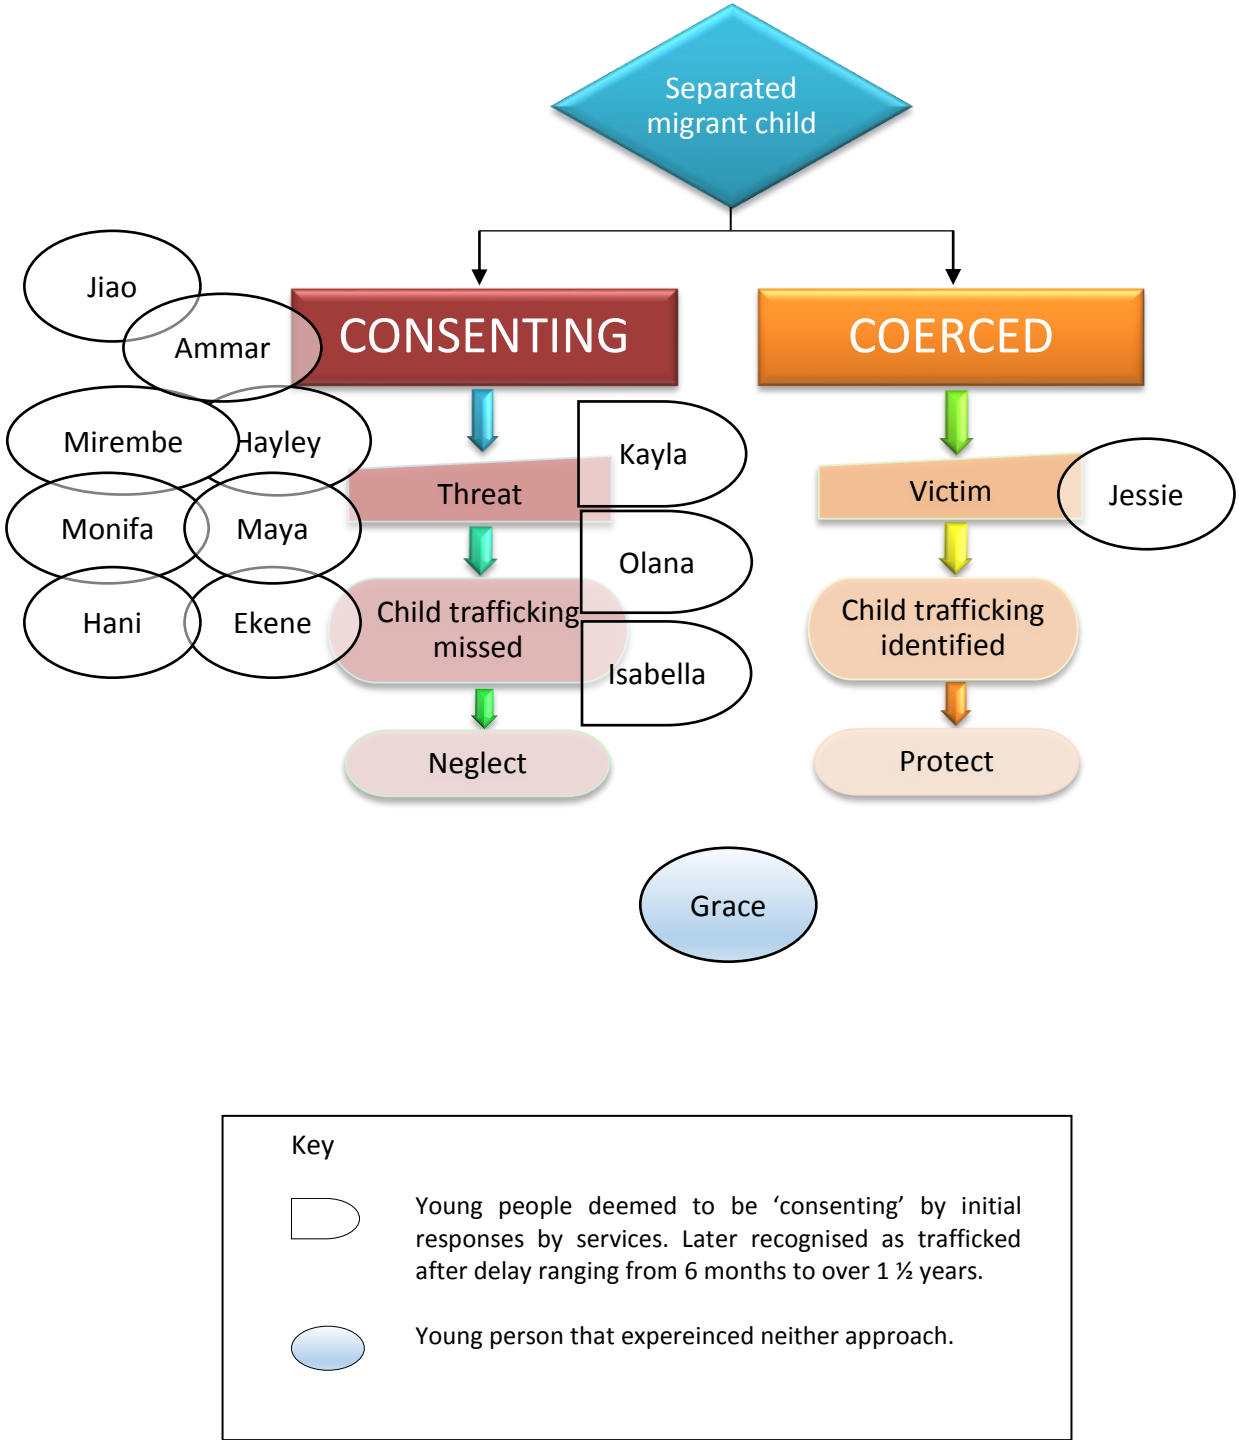 Separated
migrant child
Jiao
Ammar
CONSENTING
COERCED
Mirembe
Hayley
Kayla
Threat
Victim
Jessie
Monifa
Maya
Olana
Hani
Ekene
Child trafficking
missed
Child trafficking
identified
Isabella
Neglect
Protect
Grace
Key
Young people deemed to be ‘consenting’ by initial
responses by services. Later recognised as trafficked
after delay ranging from 6 months to over 1 ½ years.
Young person that expereinced neither approach.